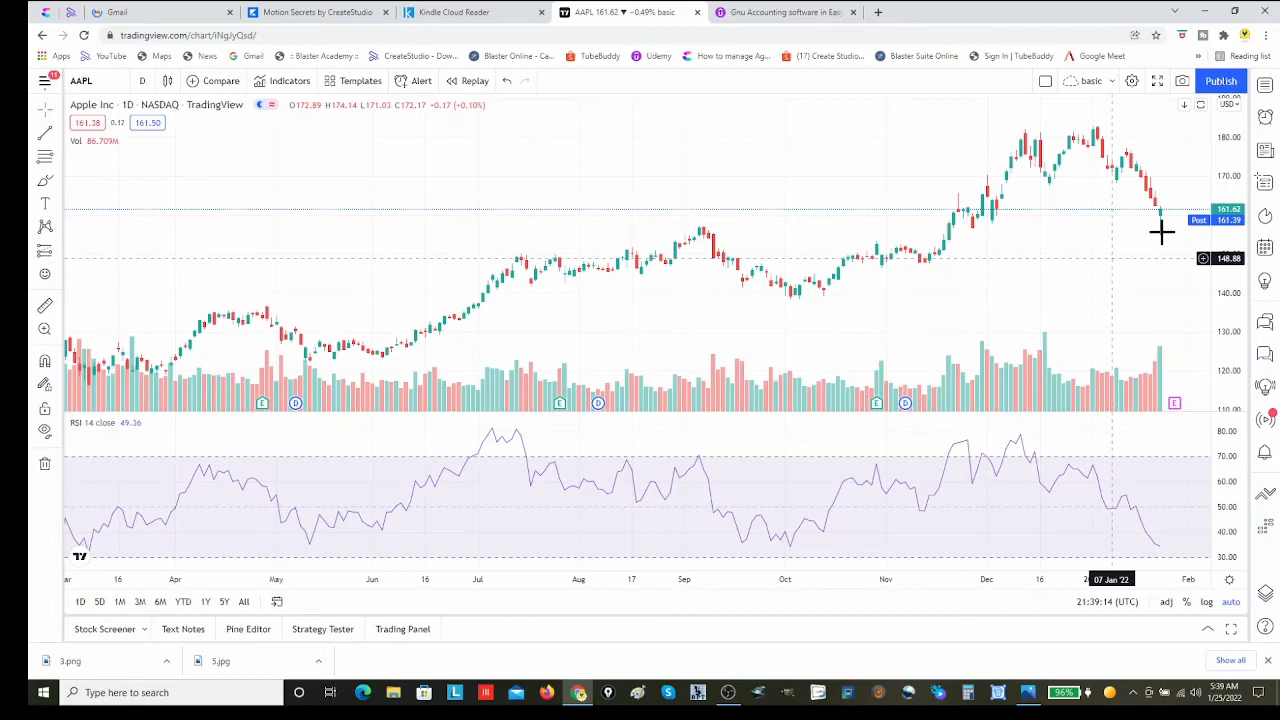 Gmail
Motion Secrets by CreateStudio
Kindle Cloud Reader
AAPL 161.62 ▼ −0.49% basic
Gnu Accounting software in Eas
tradingview.com/chart/iNgJyQsd/
Apps
YouTube
Maps
News
Gmail
:: Blaster Academy ::
CreateStudio - Dow...
TubeBuddy
Udemy
How to manage Ag...
(15) Create Studio...
Blaster Suite Online
Sign In | TubeBuddy
Google Meet
»
Reading list
11
AAPL
D
Compare
Indicators
Templates
Alert
Replay
basic
Publish
Apple Inc · 1D · NASDAQ · TradingView
O172.89 H174.14 L171.03 C172.17 +0.17 (+0.10%)
USD
161.38 0.12 161.50
Vol 86.709M
180.00
170.00
161.62
Post 161.39
148.88
140.00
130.00
120.00
110.00
E D E D E D E
RSI 14 close 49.36
80.00
70.00
60.00
50.00
40.00
30.00
16 Apr May Jun 16 Jul Aug 17 Sep Oct Nov Dec 16 07 Jan '22 Feb
1D 5D 1M 3M 6M YTD 1Y 5Y All
21:39:14 (UTC) adj % log auto
Stock Screener Text Notes Pine Editor Strategy Tester Trading Panel
3.png
5.jpg
Show all
Type here to search
96%
5:39 AM
1/25/2022